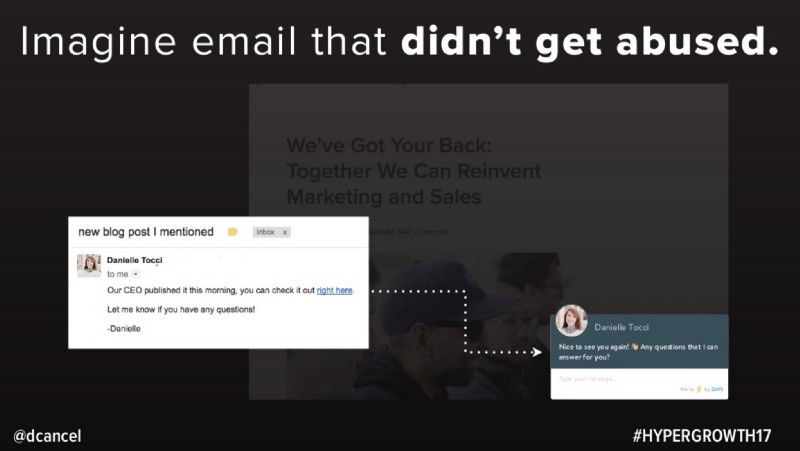 Imagine email that didn't get abused.
We've Got Your Back:
Together We Can Reinvent
Marketing and Sales
new blog post I mentioned
Inbox x
Danielle Tocci
to me
Our CEO published it this morning, you can check it out right here.
Let me know if you have any questions!
-Danielle
Danielle Tocci
Nice to see you again! 👋 Any questions that I can
answer for you?
Type your message...
We're ⚡ by Drift
@dcancel
#HYPERGROWTH17